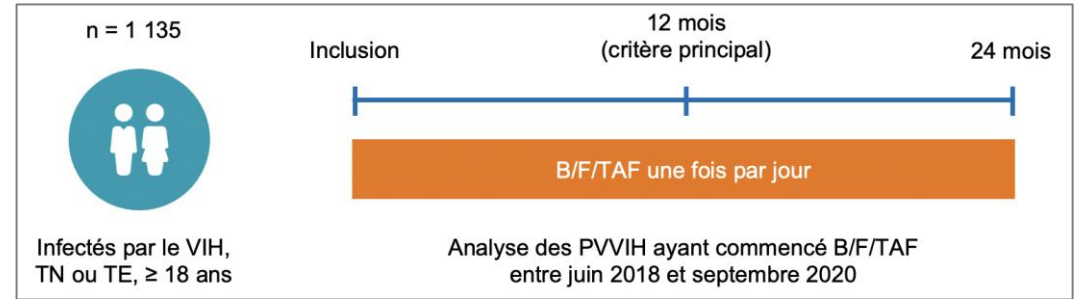 n = 1 135
Infectés par le VIH,
TN ou TE, ≥ 18 ans
Inclusion
12 mois
(critère principal)
24 mois
B/F/TAF une fois par jour
Analyse des PVVIH ayant commencé B/F/TAF
entre juin 2018 et septembre 2020